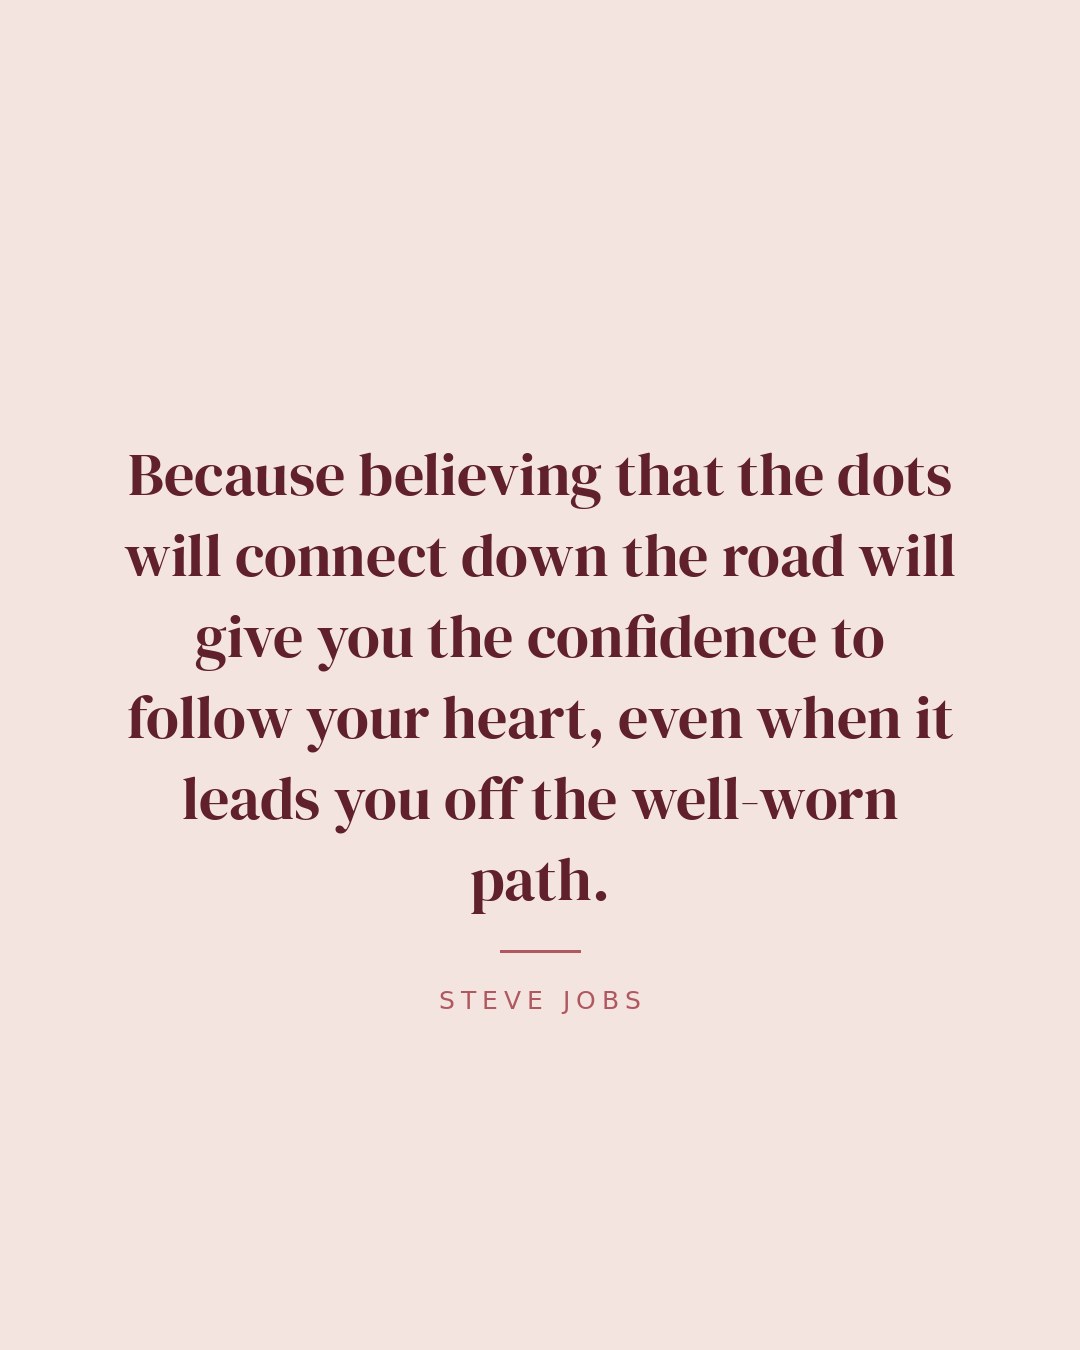 Because believing that the dots
will connect down the road will
give you the confidence to
follow your heart, even when it
leads you off the well-worn
path.
STEVE JOBS